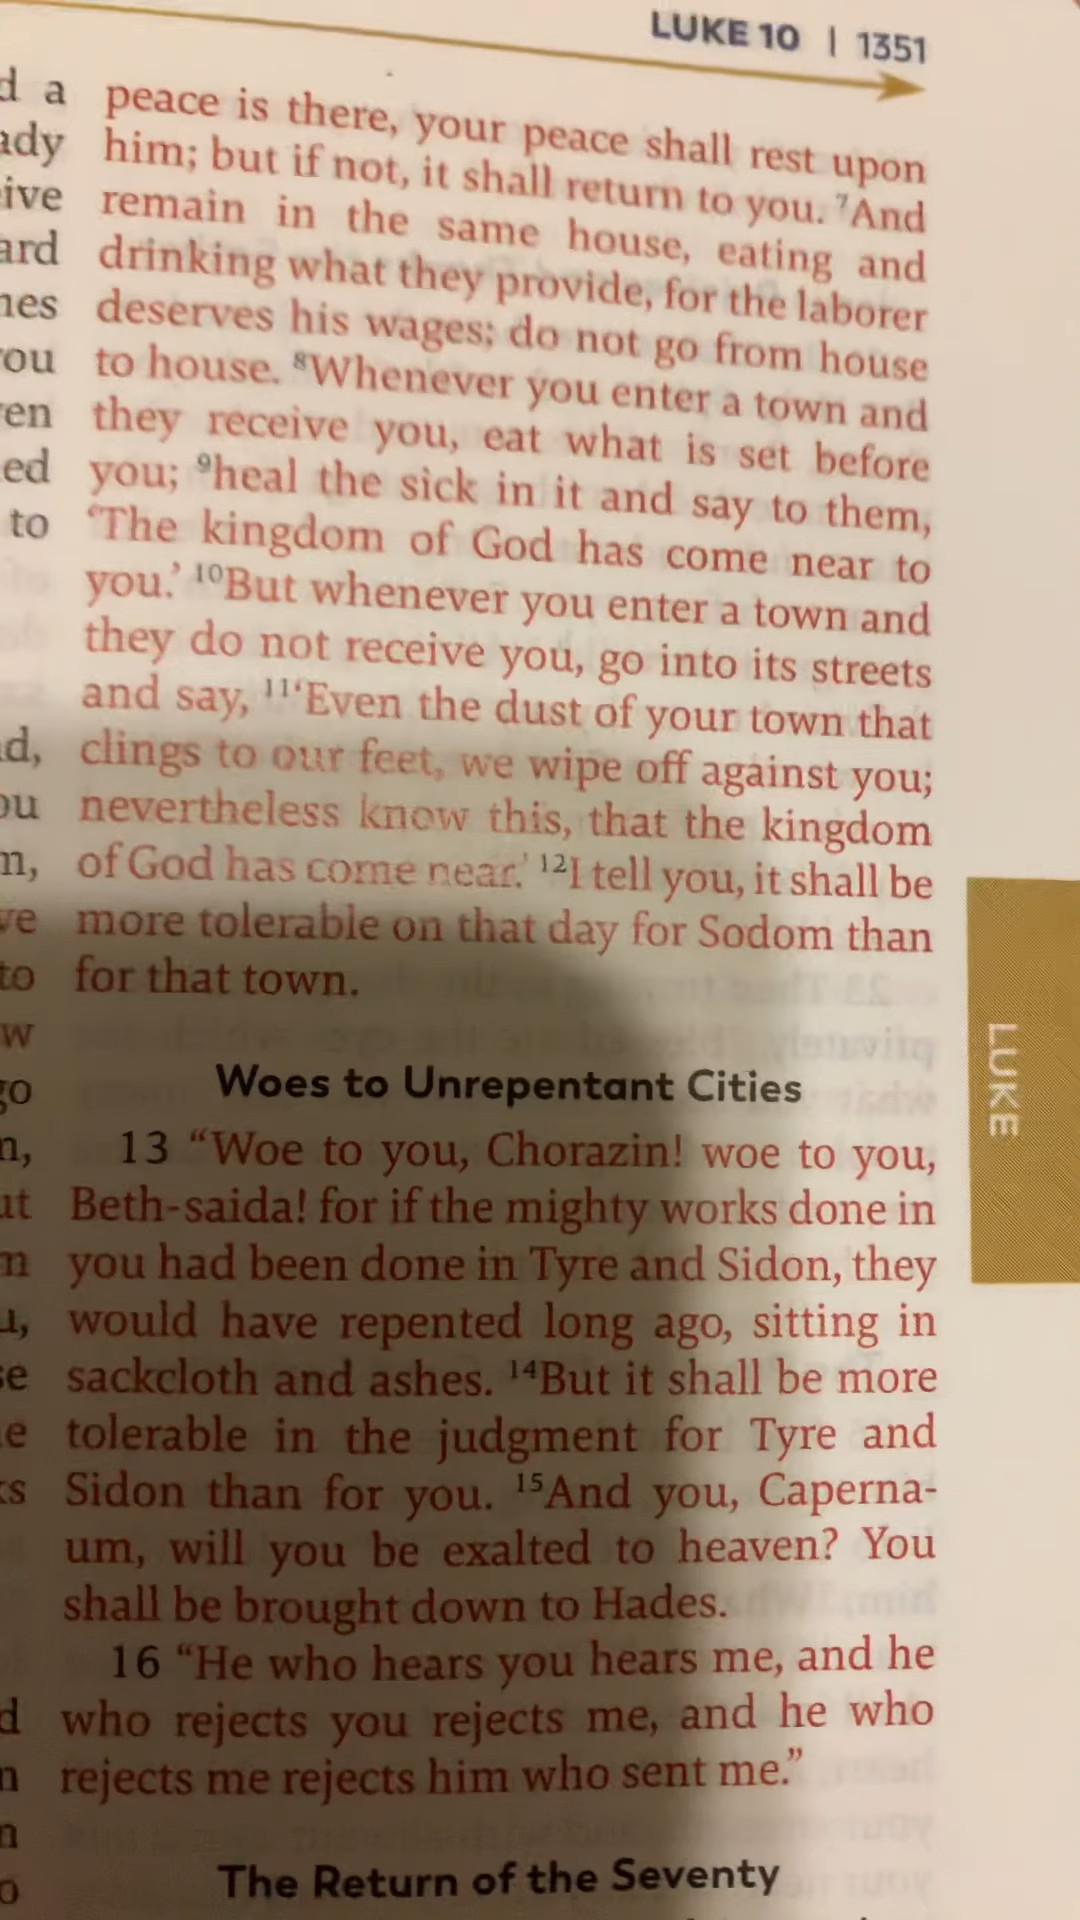 LUKE 10 | 1351
peace is there, your peace shall rest upon
him; but if not, it shall return to you. ⁷And
remain in the same house, eating and
drinking what they provide, for the laborer
deserves his wages; do not go from house
to house. ⁸Whenever you enter a town and
they receive you, eat what is set before
you; ⁹heal the sick in it and say to them,
‘The kingdom of God has come near to
you.’ ¹⁰But whenever you enter a town and
they do not receive you, go into its streets
and say, ¹¹‘Even the dust of your town that
clings to our feet, we wipe off against you;
nevertheless know this, that the kingdom
of God has come near.’ ¹²I tell you, it shall be
more tolerable on that day for Sodom than
for that town.
Woes to Unrepentant Cities
13 “Woe to you, Chorazin! woe to you,
Beth-saida! for if the mighty works done in
you had been done in Tyre and Sidon, they
would have repented long ago, sitting in
sackcloth and ashes. ¹⁴But it shall be more
tolerable in the judgment for Tyre and
Sidon than for you. ¹⁵And you, Caperna-
um, will you be exalted to heaven? You
shall be brought down to Hades.
16 “He who hears you hears me, and he
who rejects you rejects me, and he who
rejects me rejects him who sent me.”
The Return of the Seventy
LUKE